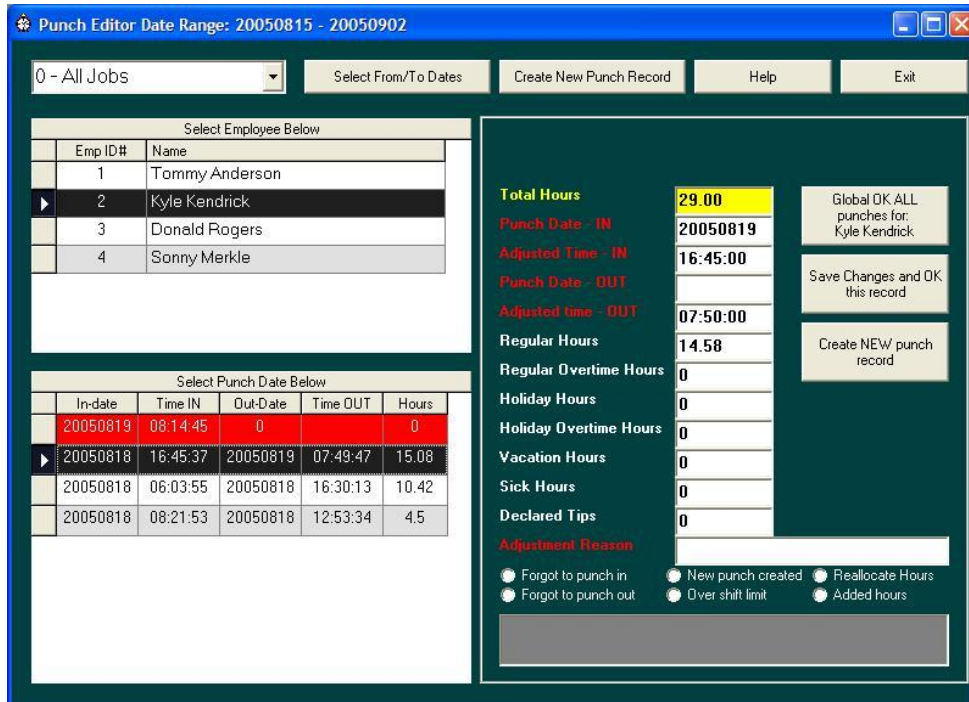 Punch Editor Date Range: 20050815 - 20050902
0 - All Jobs Select From/To Dates Create New Punch Record Help Exit
Select Employee Below
Emp ID# Name
1 Tommy Anderson
2 Kyle Kendrick
3 Donald Rogers
4 Sonny Merkle
Select Punch Date Below
In-date Time IN Out-Date Time OUT Hours
20050819 08:14:45 0 0
20050818 16:45:37 20050819 07:49:47 15.08
20050818 06:03:55 20050818 16:30:13 10.42
20050818 08:21:53 20050818 12:53:34 4.5
Total Hours 29.00
Punch Date - IN 20050819
Adjusted Time - IN 16:45:00
Punch Date - OUT
Adjusted time - OUT 07:50:00
Regular Hours 14.58
Regular Overtime Hours 0
Holiday Hours 0
Holiday Overtime Hours 0
Vacation Hours 0
Sick Hours 0
Declared Tips 0
Adjustment Reason
Forgot to punch in New punch created Reallocate Hours
Forgot to punch out Over shift limit Added hours
Global OK ALL
punches for:
Kyle Kendrick
Save Changes and OK
this record
Create NEW punch
record